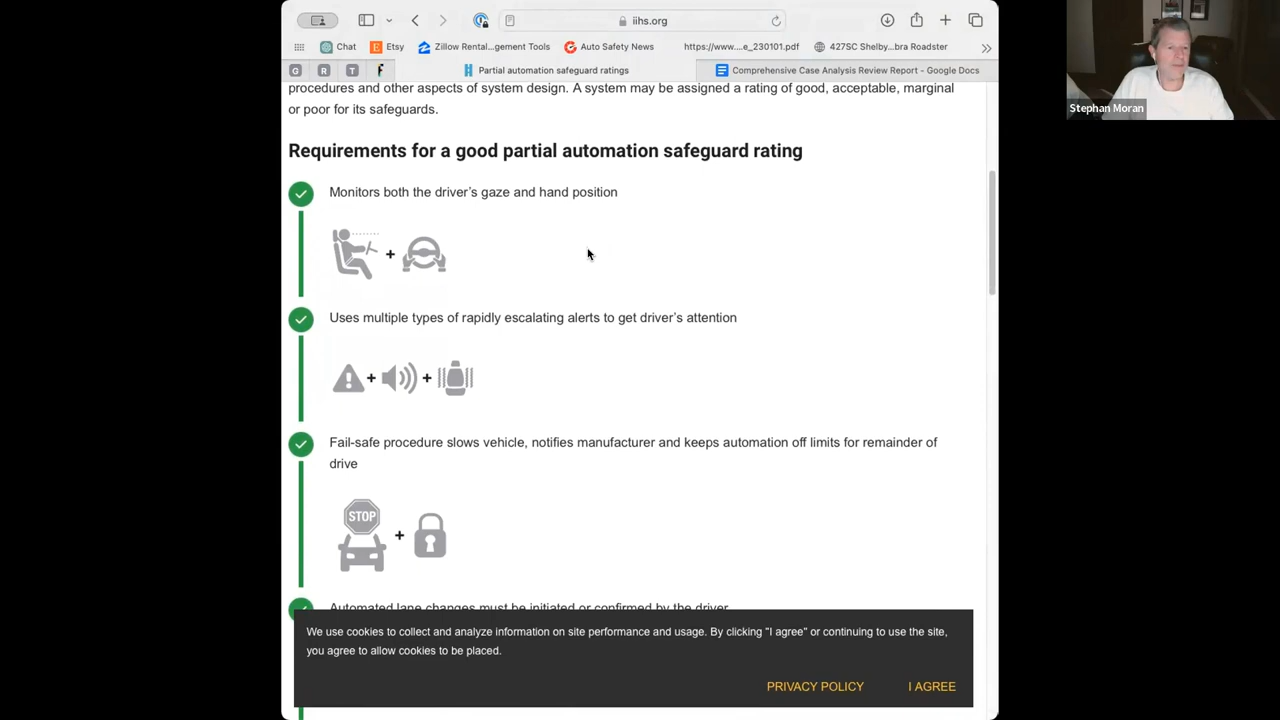 iihs.org
Chat
Etsy
Zillow Rental...gement Tools
Auto Safety News
https://www....e_230101.pdf
427SC Shelby...bra Roadster
G
R
T
F
Partial automation safeguard ratings
Comprehensive Case Analysis Review Report - Google Docs
procedures and other aspects of system design. A system may be assigned a rating of good, acceptable, marginal
or poor for its safeguards.
Requirements for a good partial automation safeguard rating
Monitors both the driver's gaze and hand position
+
Uses multiple types of rapidly escalating alerts to get driver's attention
! + +
Fail-safe procedure slows vehicle, notifies manufacturer and keeps automation off limits for remainder of
drive
STOP
+
Automated lane changes must be initiated or confirmed by the driver
We use cookies to collect and analyze information on site performance and usage. By clicking "I agree" or continuing to use the site,
you agree to allow cookies to be placed.
PRIVACY POLICY
I AGREE
Stephan Moran